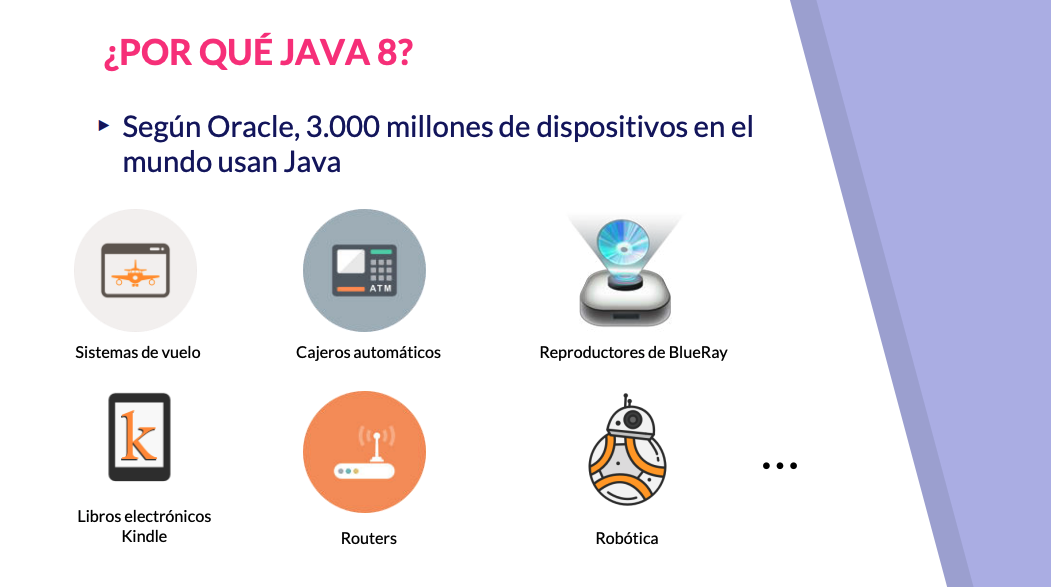 ¿POR QUÉ JAVA 8?
Según Oracle, 3.000 millones de dispositivos en el
mundo usan Java
ATM
Sistemas de vuelo
Cajeros automáticos
Reproductores de BlueRay
k
Libros electrónicos
Kindle
Routers
Robótica
...